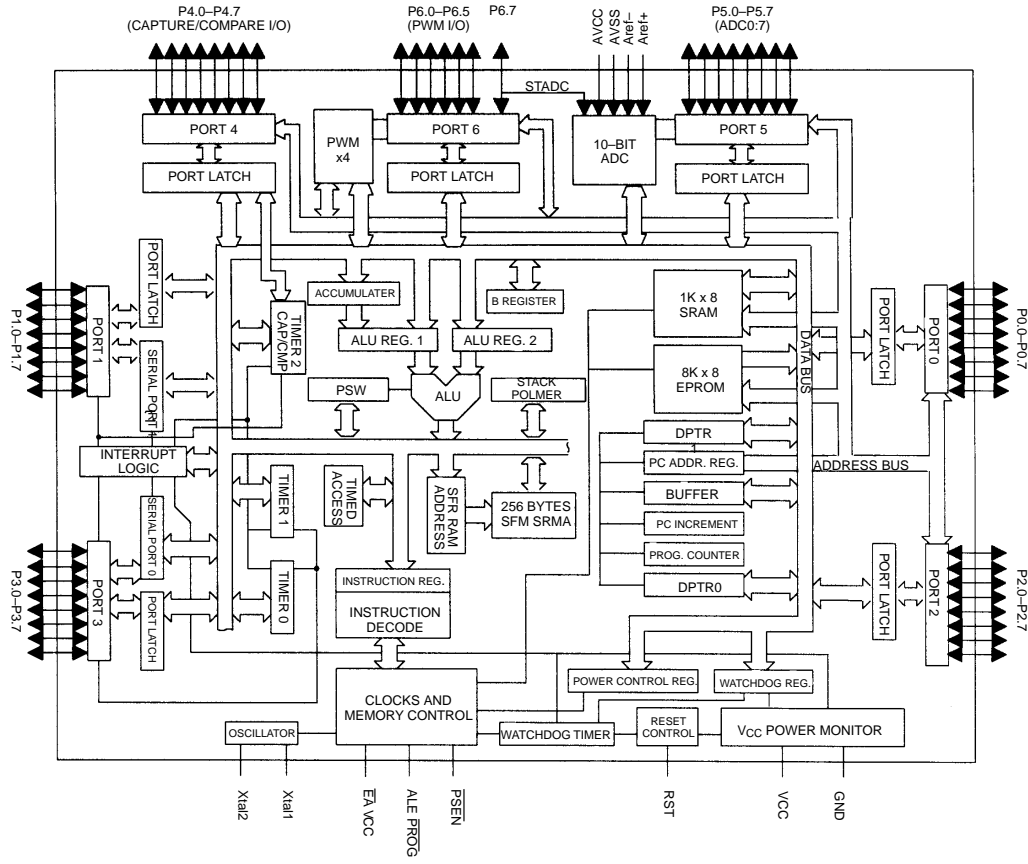 P4.0–P4.7
(CAPTURE/COMPARE I/O)
P6.0–P6.5
(PWM I/O)
P6.7
AVCC
AVSS
Aref–
Aref+
P5.0–P5.7
(ADC0:7)
STADC
PORT 4
PWM
x4
PORT 6
10–BIT
ADC
PORT 5
PORT LATCH
PORT LATCH
PORT LATCH
P1.0–P1.7
PORT 1
PORT LATCH
SERIAL PORT 1
TIMER 2
CAP/CMP
ACCUMULATER
B REGISTER
ALU REG. 1
ALU REG. 2
PSW
ALU
STACK
POLMER
1K x 8
SRAM
8K x 8
EPROM
DATA BUS
PORT LATCH
PORT 0
P0.0–P0.7
INTERRUPT
LOGIC
DPTR
1
PC ADDR. REG.
ADDRESS BUS
BUFFER
PC INCREMENT
PROG. COUNTER
DPTR0
TIMER 1
TIMED
ACCESS
SFR RAM
ADDRESS
256 BYTES
SFM SRMA
SERIAL PORT 0
P3.0–P3.7
PORT 3
PORT LATCH
TIMER 0
INSTRUCTION REG.
INSTRUCTION
DECODE
PORT LATCH
PORT 2
P2.0–P2.7
CLOCKS AND
MEMORY CONTROL
POWER CONTROL REG.
WATCHDOG REG.
OSCILLATOR
WATCHDOG TIMER
RESET
CONTROL
VCC POWER MONITOR
Xtal2
Xtal1
EA VCC
ALE PROG
PSEN
RST
VCC
GND